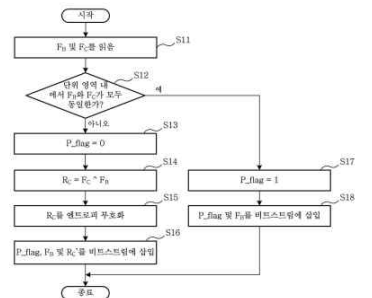 시작
S11
F_B 및 F_C를 읽음
S12
단위 영역 내
에서 F_B와 F_C가 모두
동일한가?
예
아니오
S13
P_flag = 0
S14
R_C = F_C ^ F_B
S17
P_flag = 1
S15
R_C를 엔트로피 부호화
S18
P_flag 및 F_B를 비트스트림에 삽입
S16
P_flag, F_B 및 R_C'를 비트스트림에 삽입
종료